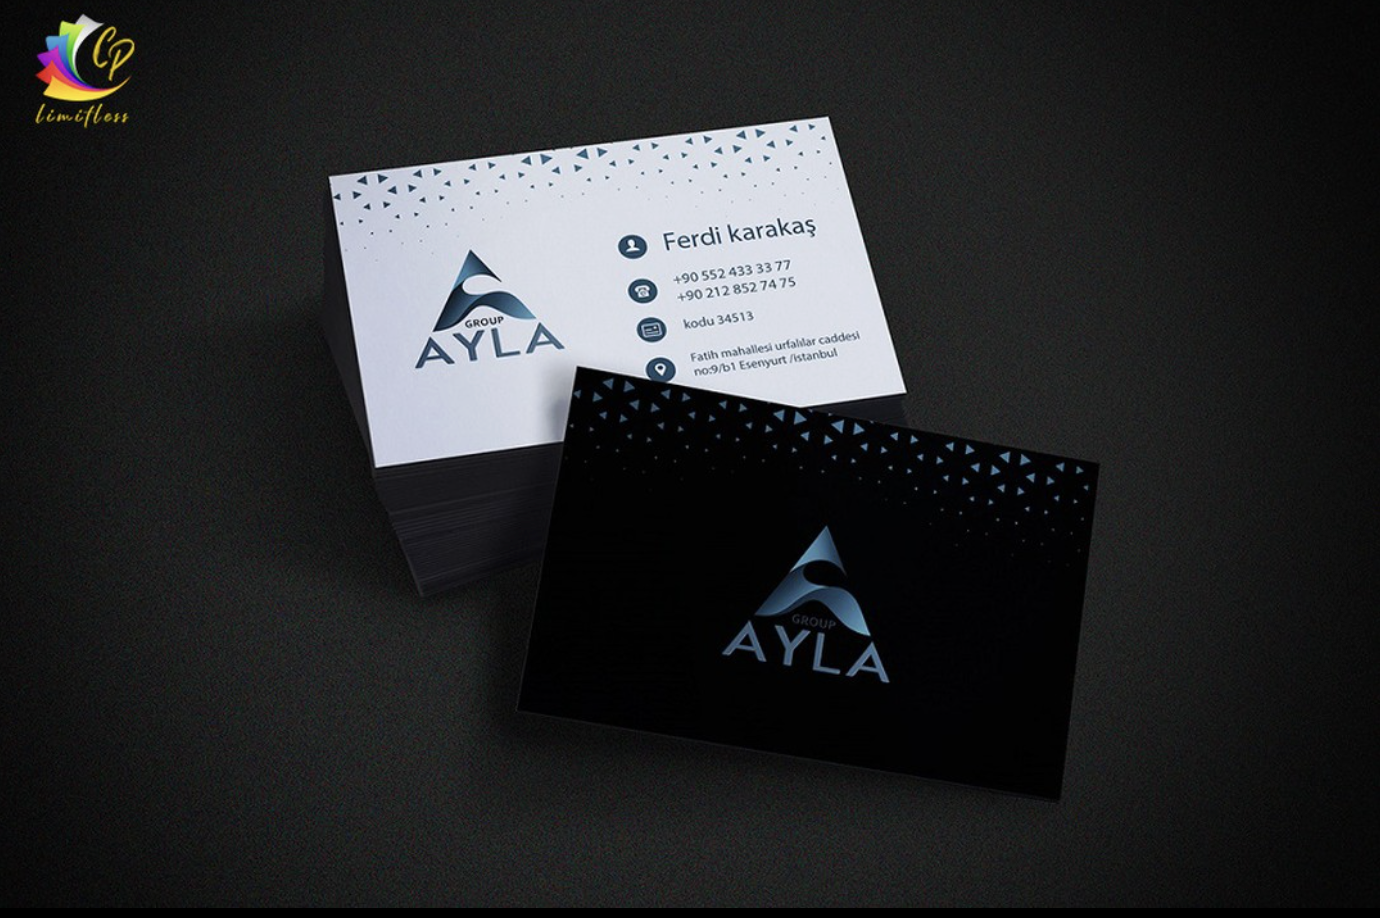 CP
limitless
Ferdi karakaş
+90 552 433 33 77
+90 212 852 74 75
kodu 34513
Fatih mahallesi urfalılar caddesi
no:9/b1 Esenyurt /istanbul
GROUP
AYLA
GROUP
AYLA